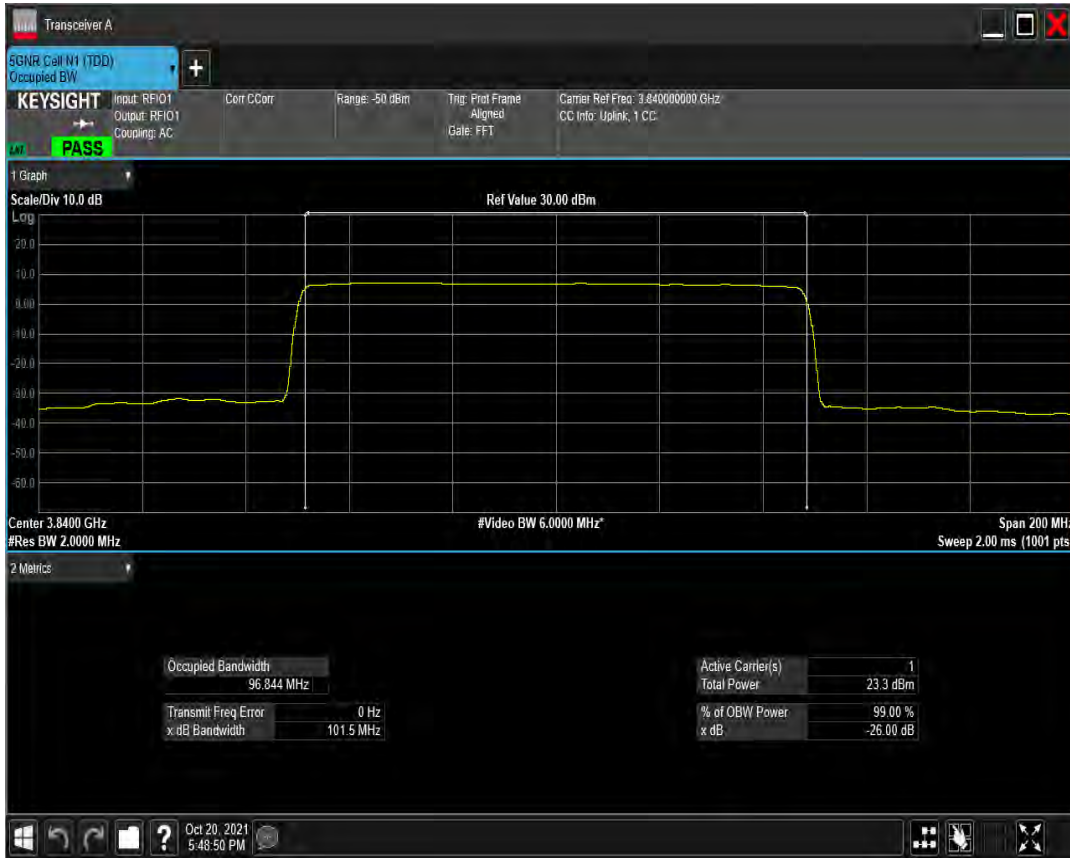 Transceiver A
5GNR Cell N1 (TDD)
Occupied BW
+
KEYSIGHT
PASS
Input: RFIO1
Output: RFIO1
Coupling: AC
Corr CCorr
Range: -50 dBm
Trig: Prot Frame
Aligned
Gate: FFT
Carrier Ref Freq: 3.840000000 GHz
CC Info: Uplink, 1 CC
1 Graph
Scale/Div 10.0 dB
Ref Value 30.00 dBm
Log
20.0
10.0
0.00
-10.0
-20.0
-30.0
-40.0
-50.0
-60.0
Center 3.8400 GHz
#Video BW 6.0000 MHz*
Span 200 MHz
#Res BW 2.0000 MHz
Sweep 2.00 ms (1001 pts
2 Metrics
Occupied Bandwidth
96.844 MHz
Transmit Freq Error 0 Hz
x dB Bandwidth 101.5 MHz
Active Carrier(s) 1
Total Power 23.3 dBm
% of OBW Power 99.00 %
x dB -26.00 dB
?
Oct 20, 2021
5:48:50 PM